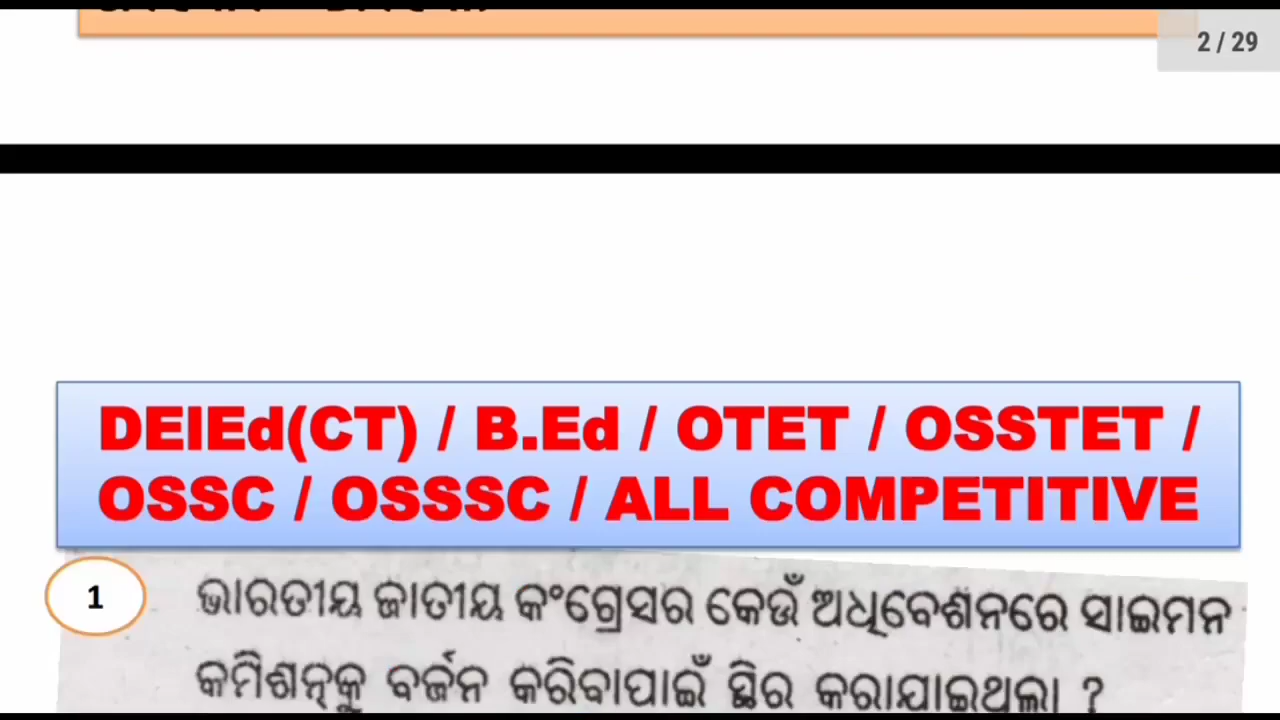 2 / 29
DElEd(CT) / B.Ed / OTET / OSSTET /
OSSC / OSSSC / ALL COMPETITIVE
1
ଭାରତୀୟ ଜାତୀୟ କଂଗ୍ରେସର କେଉଁ ଅଧିବେଶନରେ ସାଇମନ
କମିଶନ୍‌କୁ ବର୍ଜନ କରିବାପାଇଁ ସ୍ଥିର କରାଯାଇଥିଲା ?